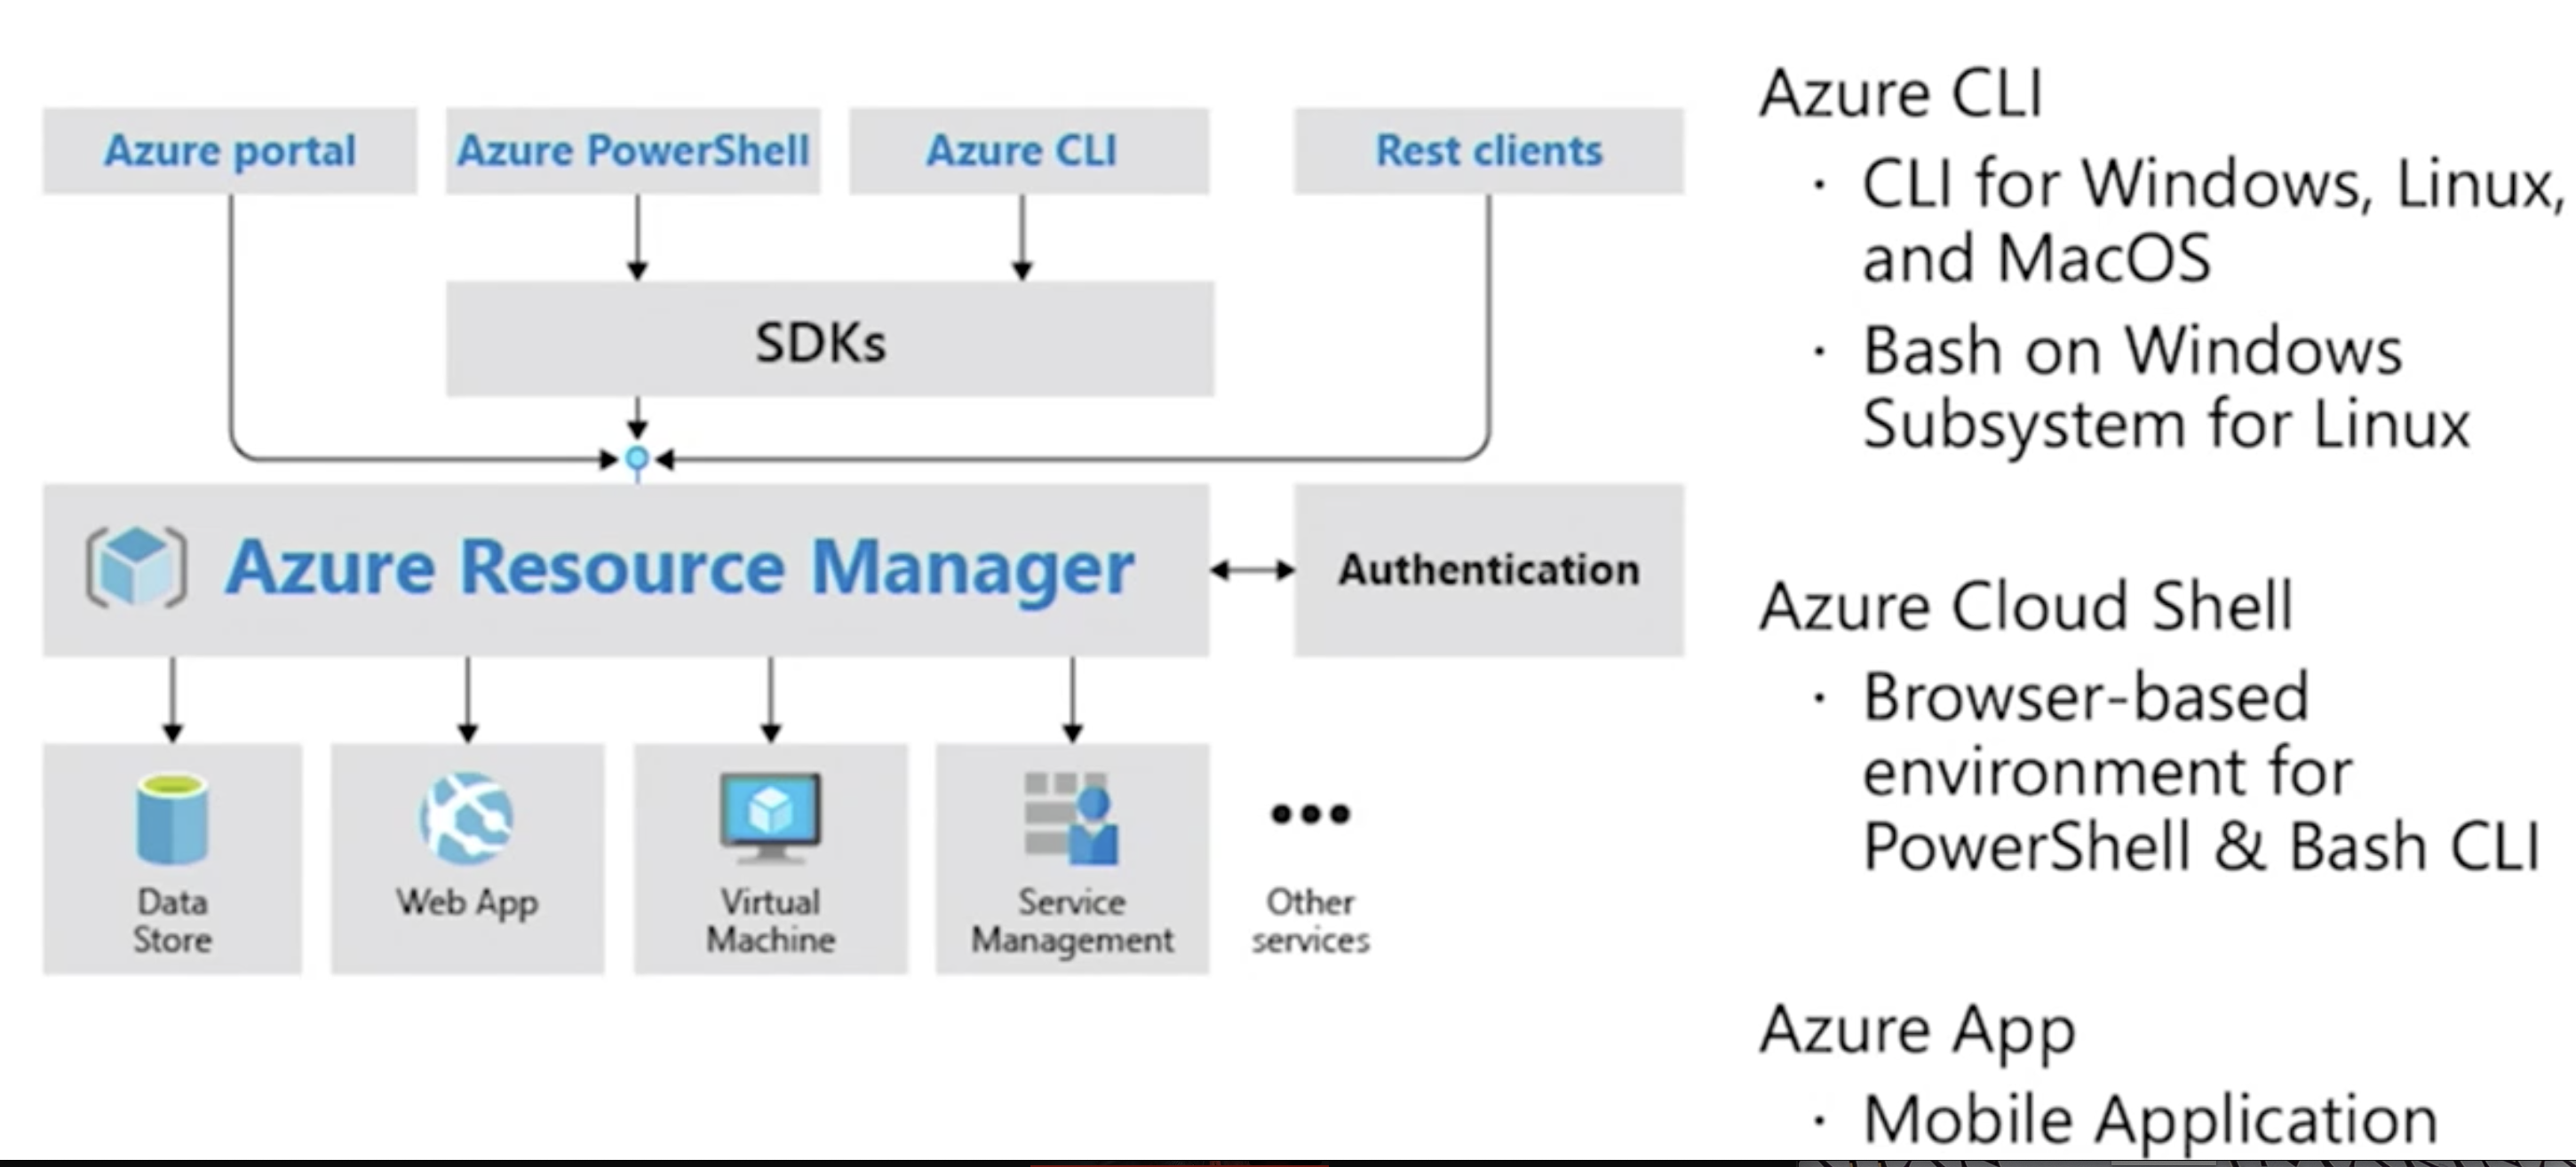 Azure portal
Azure PowerShell
Azure CLI
Rest clients
SDKs
Azure Resource Manager
Authentication
Data
Store
Web App
Virtual
Machine
Service
Management
Other
services
Azure CLI
· CLI for Windows, Linux,
and MacOS
· Bash on Windows
Subsystem for Linux
Azure Cloud Shell
· Browser-based
environment for
PowerShell & Bash CLI
Azure App
· Mobile Application